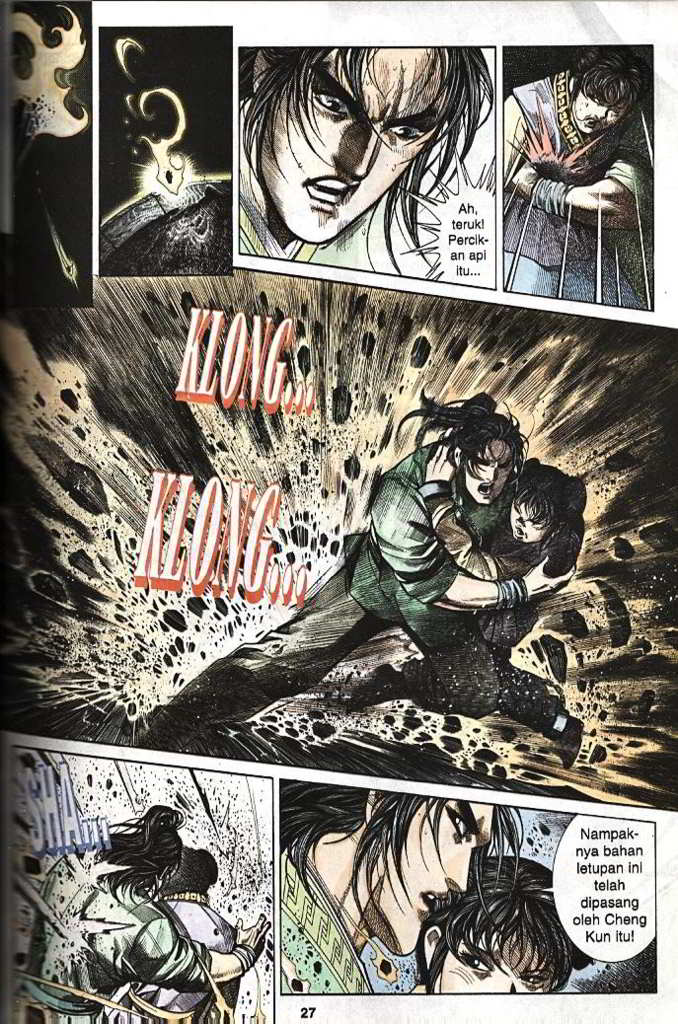 Ah,
teruk!
Percik-
an api
itu...
KLONG...
KLONG...
SHA...
Nampak-
nya bahan
letupan ini
telah
dipasang
oleh Cheng
Kun itu!
27